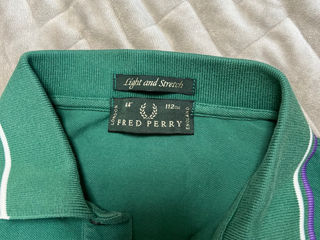 Light and Stretch
44" 112cm
LONDON
ENGLAND
FRED PERRY